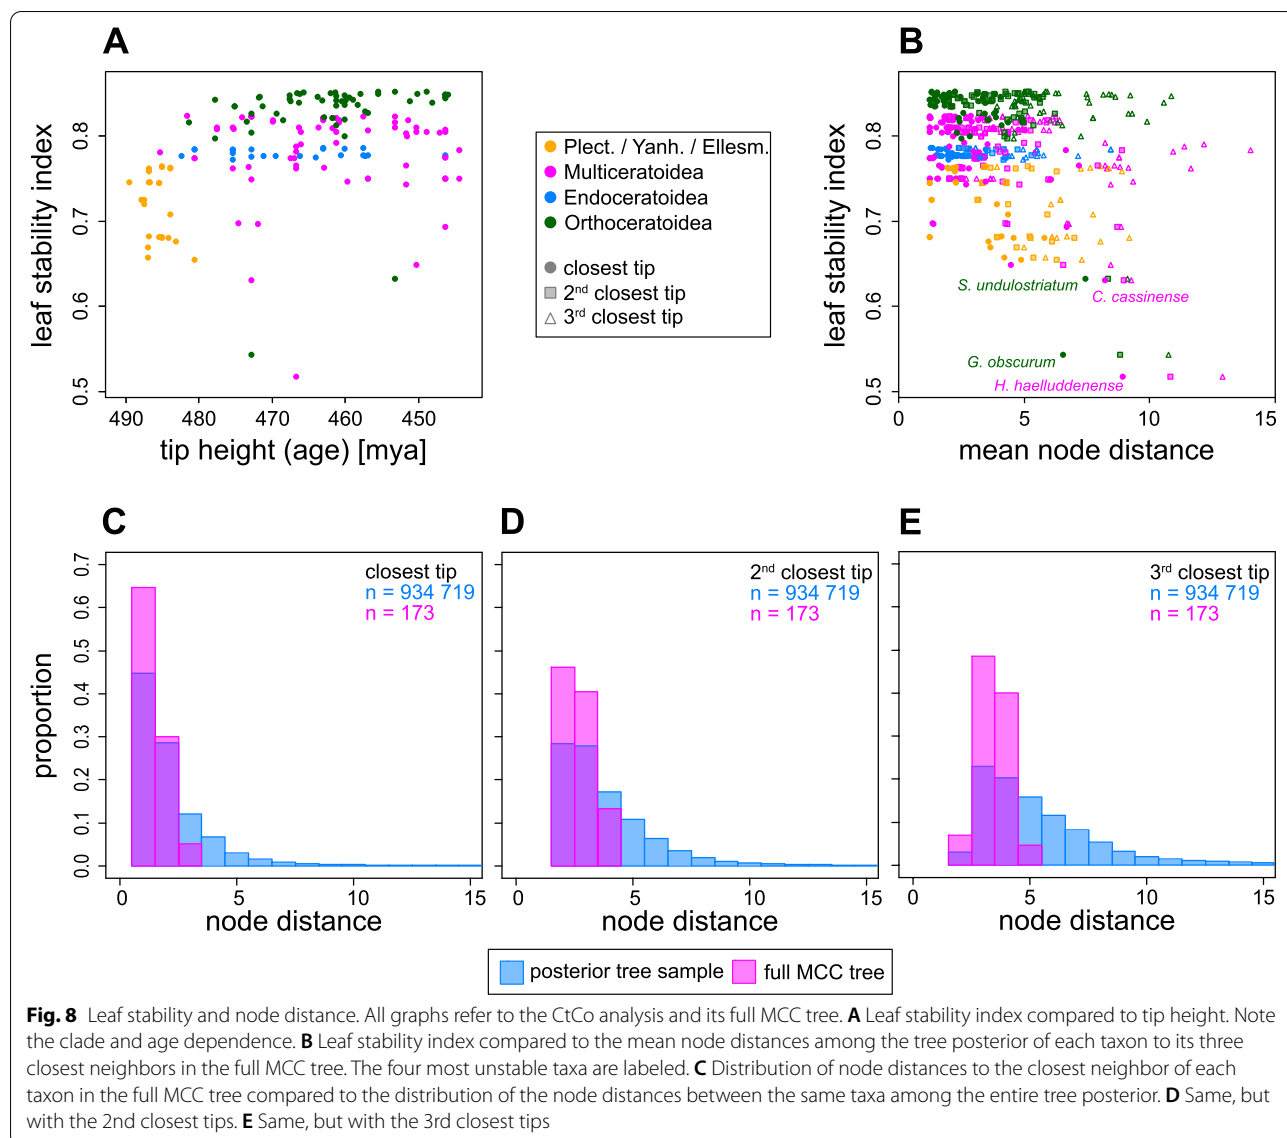 A
B
leaf stability index
0.5
0.6
0.7
0.8
490
480
470
460
450
tip height (age) [mya]
Plect. / Yanh. / Ellesm.
Multiceratoidea
Endoceratoidea
Orthoceratoidea
closest tip
2nd closest tip
3rd closest tip
leaf stability index
0.5
0.6
0.7
0.8
S. undulostriatum
C. cassinense
G. obscurum
H. haelluddenense
0
5
10
15
mean node distance
C
D
E
proportion
0.0
0.1
0.2
0.3
0.4
0.5
0.6
0.7
closest tip
n = 934 719
n = 173
0
5
10
15
node distance
2nd closest tip
n = 934 719
n = 173
0
5
10
15
node distance
3rd closest tip
n = 934 719
n = 173
0
5
10
15
node distance
posterior tree sample
full MCC tree
Fig. 8 Leaf stability and node distance. All graphs refer to the CtCo analysis and its full MCC tree. A Leaf stability index compared to tip height. Note
the clade and age dependence. B Leaf stability index compared to the mean node distances among the tree posterior of each taxon to its three
closest neighbors in the full MCC tree. The four most unstable taxa are labeled. C Distribution of node distances to the closest neighbor of each
taxon in the full MCC tree compared to the distribution of the node distances between the same taxa among the entire tree posterior. D Same, but
with the 2nd closest tips. E Same, but with the 3rd closest tips